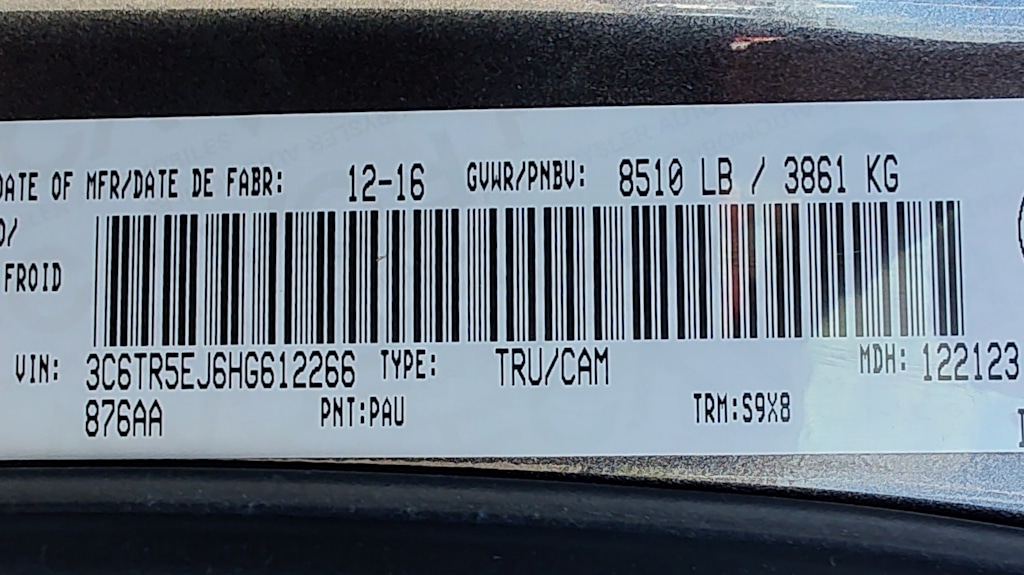 DATE OF MFR/DATE DE FABR: 12-16 GVWR/PNBV: 8510 LB / 3861 KG
FROID
VIN: 3C6TR5EJ6HG612266 TYPE: TRU/CAM MDH: 122123
876AA PNT:PAU TRM:S9X8